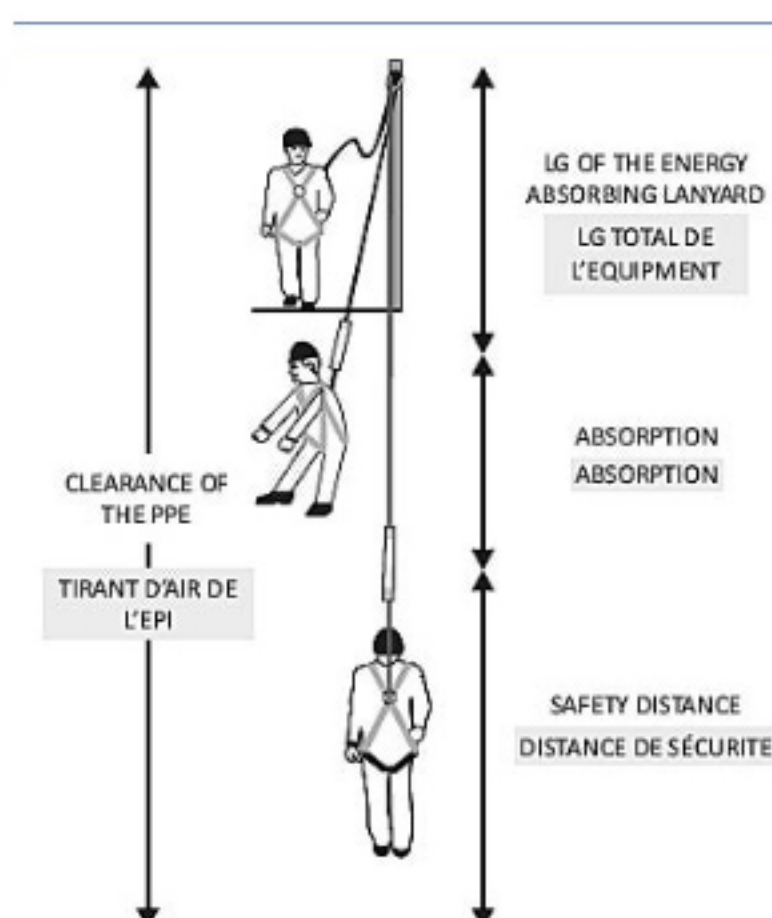 LG OF THE ENERGY
ABSORBING LANYARD
LG TOTAL DE
L'EQUIPMENT
ABSORPTION
ABSORPTION
CLEARANCE OF
THE PPE
TIRANT D'AIR DE
L'EPI
SAFETY DISTANCE
DISTANCE DE SÉCURITE